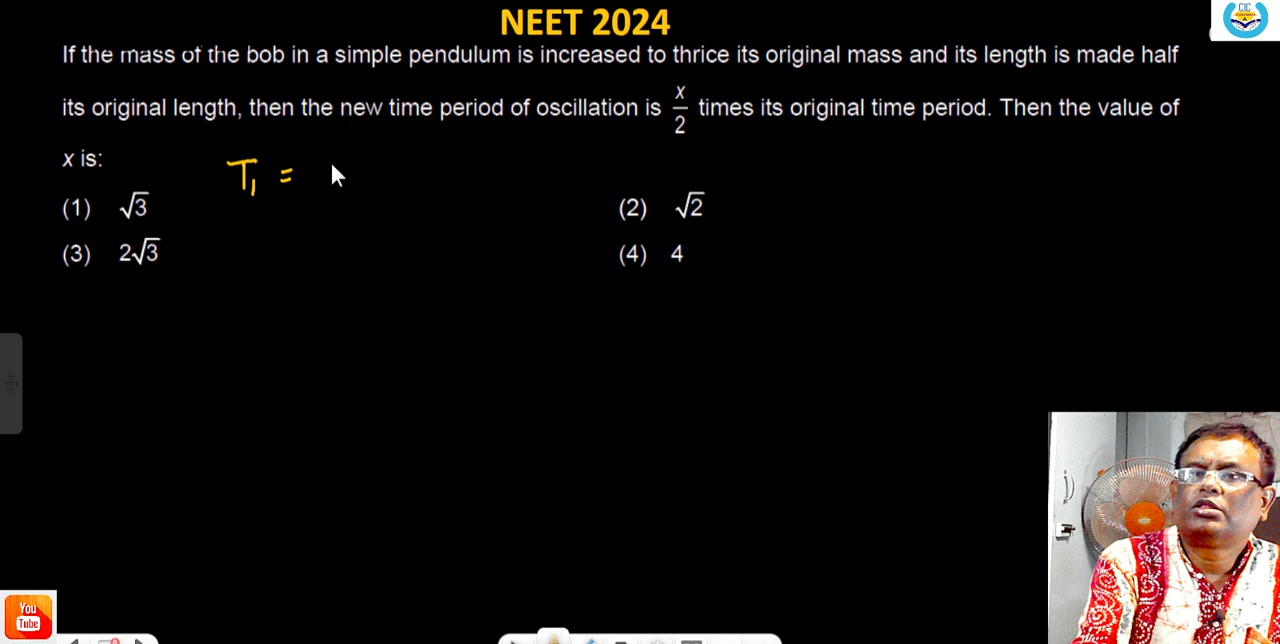 NEET 2024
CIC
If the mass of the bob in a simple pendulum is increased to thrice its original mass and its length is made half
its original length, then the new time period of oscillation is x/2 times its original time period. Then the value of
x is:
T₁ =
(1) √3
(2) √2
(3) 2√3
(4) 4
You
Tube